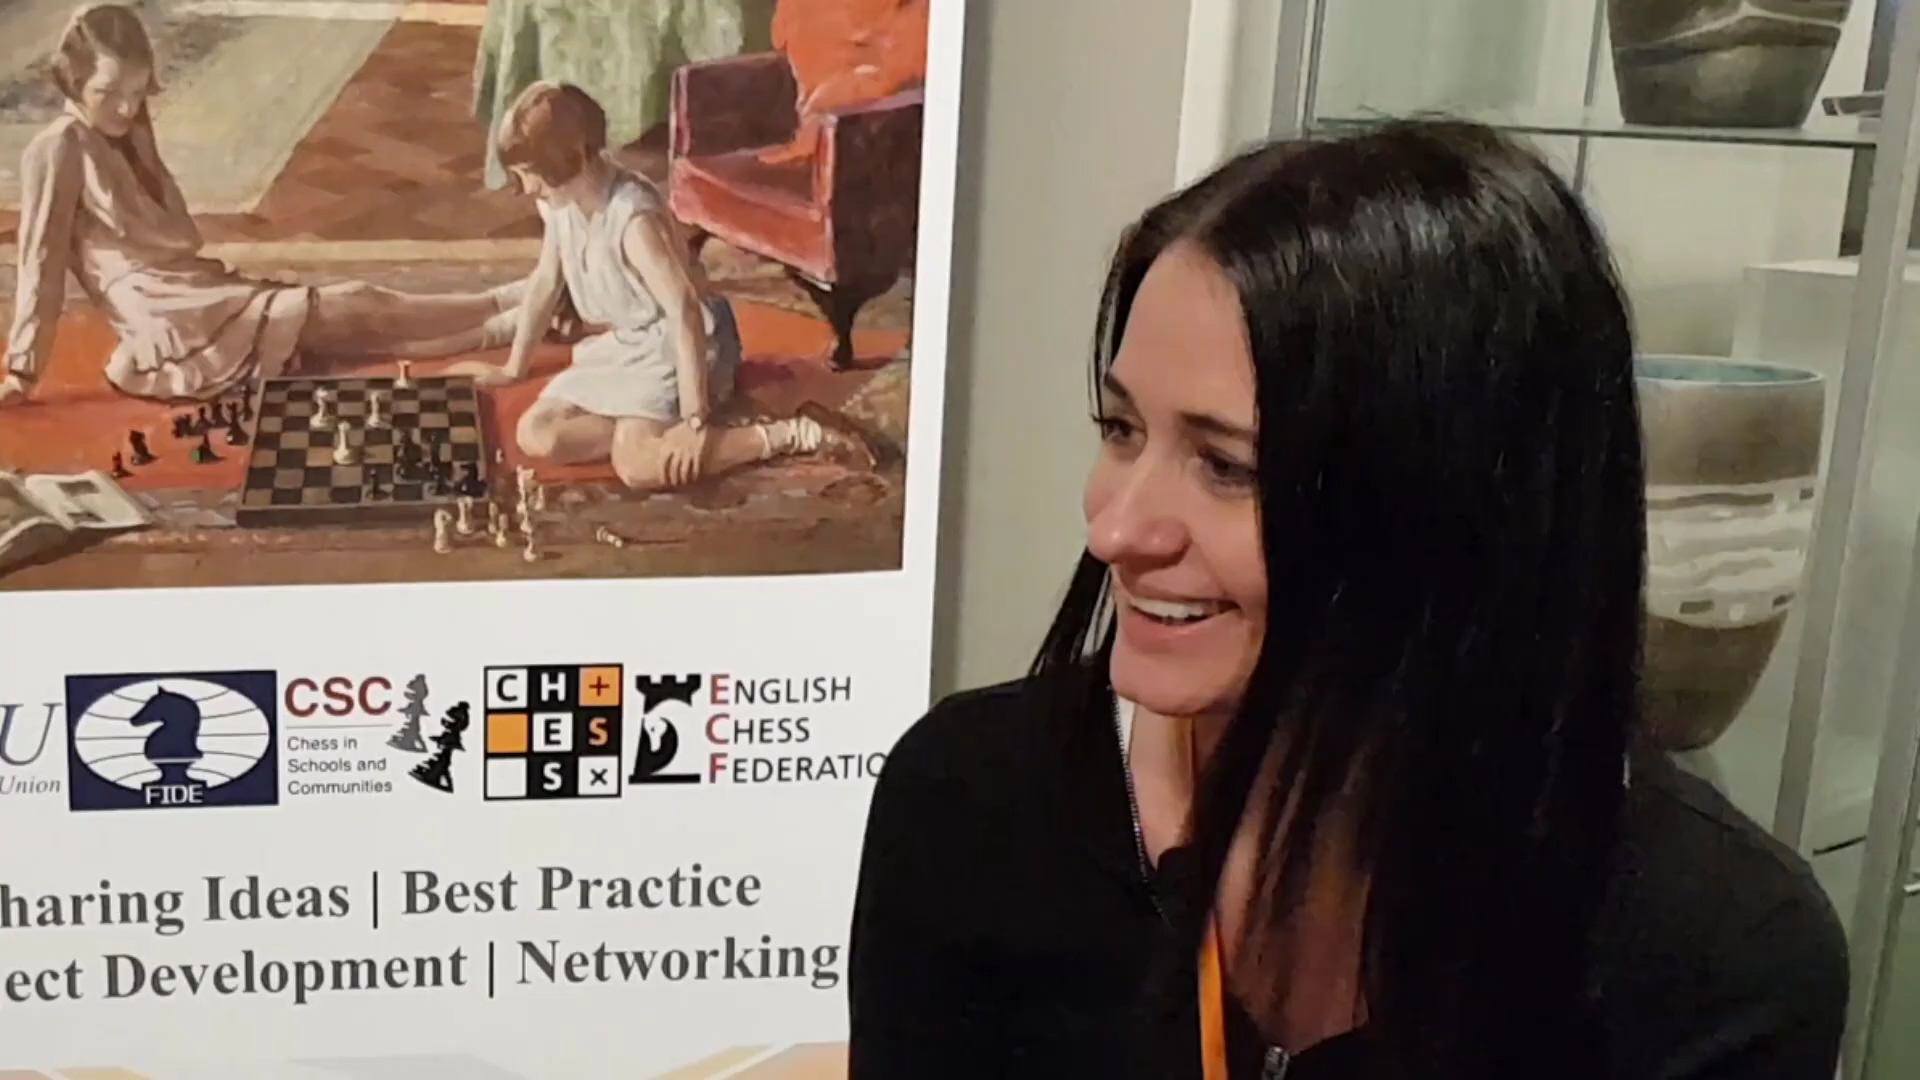 U
Union
FIDE
CSC
Chess in
Schools and
Communities
CH+
ES
S×
ENGLISH
CHESS
FEDERATIO
haring Ideas | Best Practice
ect Development | Networking